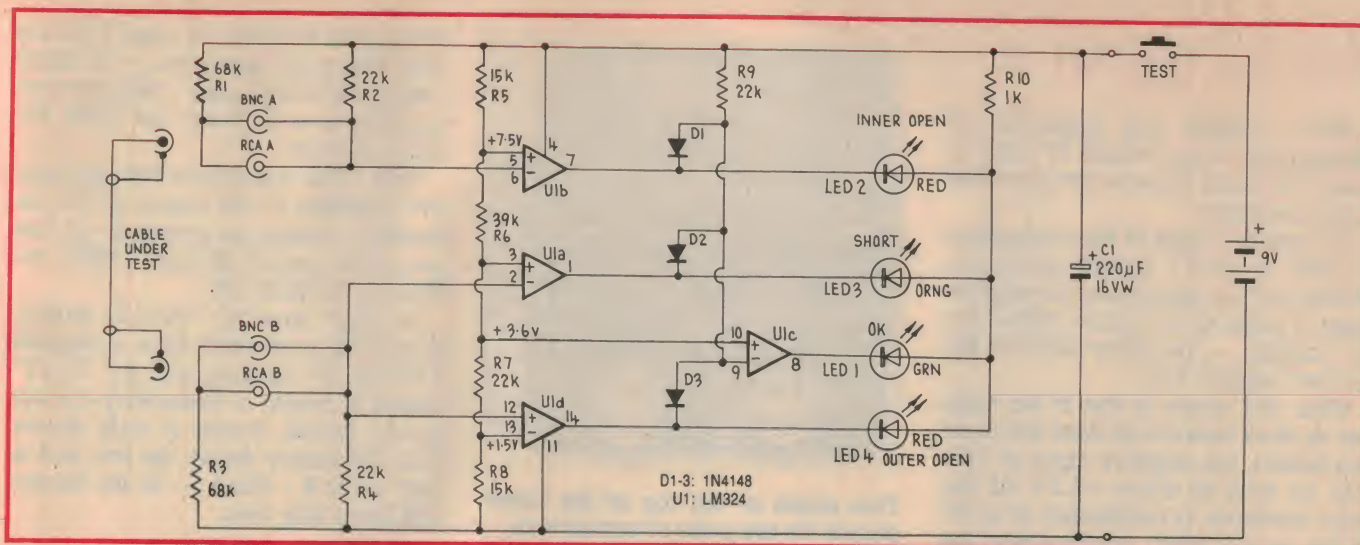 68k
R1
22k
R2
BNC A
RCA A
CABLE
UNDER
TEST
BNC B
RCA B
R3
68k
22k
R4
15k
R5
+7·5V
5
6
+
−
4
7
U1b
39k
R6
3
2
+
−
U1a
1
+ 3·6V
R7
22k
12
13
+
−
U1d
14
11
+1·5V
R8
15k
R9
22k
D1
D2
D3
10
9
+
−
U1c
8
D1-3: 1N4148
U1: LM324
INNER OPEN
LED 2
RED
SHORT
LED3
ORNG
OK
LED 1
GRN
RED
LED 4 OUTER OPEN
R10
1K
+
C1
220µF
16VW
TEST
+
−
9V